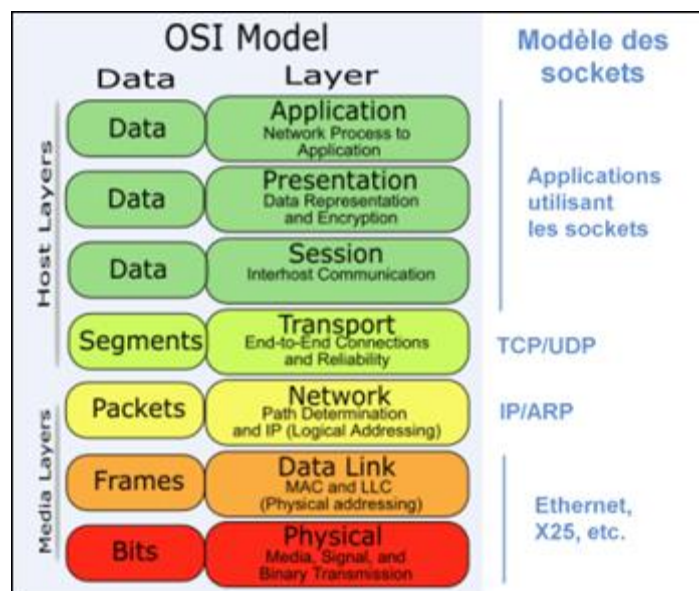 OSI Model
Modèle des
sockets
Data
Layer
Host Layers
Data
Application
Network Process to
Application
Data
Presentation
Data Representation
and Encryption
Data
Session
Interhost Communication
Applications
utilisant
les sockets
Segments
Transport
End-to-End Connections
and Reliability
TCP/UDP
Media Layers
Packets
Network
Path Determination
and IP (Logical Addressing)
IP/ARP
Frames
Data Link
MAC and LLC
(Physical addressing)
Bits
Physical
Media, Signal, and
Binary Transmission
Ethernet,
X25, etc.